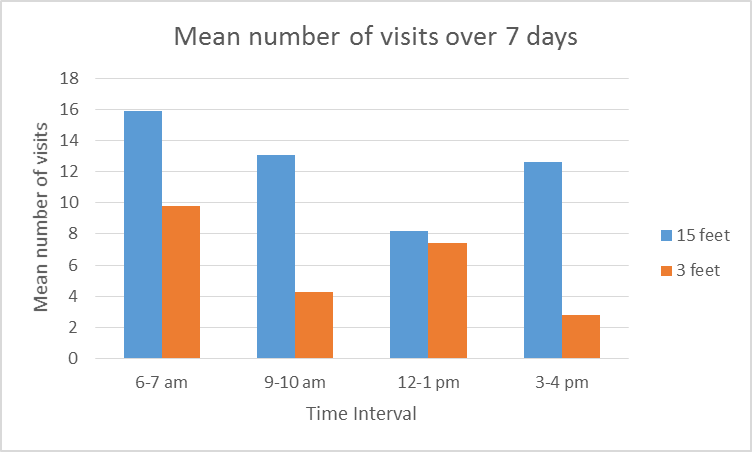 Mean number of visits over 7 days
Mean number of visits
18
16
14
12
10
8
6
4
2
0
6-7 am
9-10 am
12-1 pm
3-4 pm
Time Interval
15 feet
3 feet